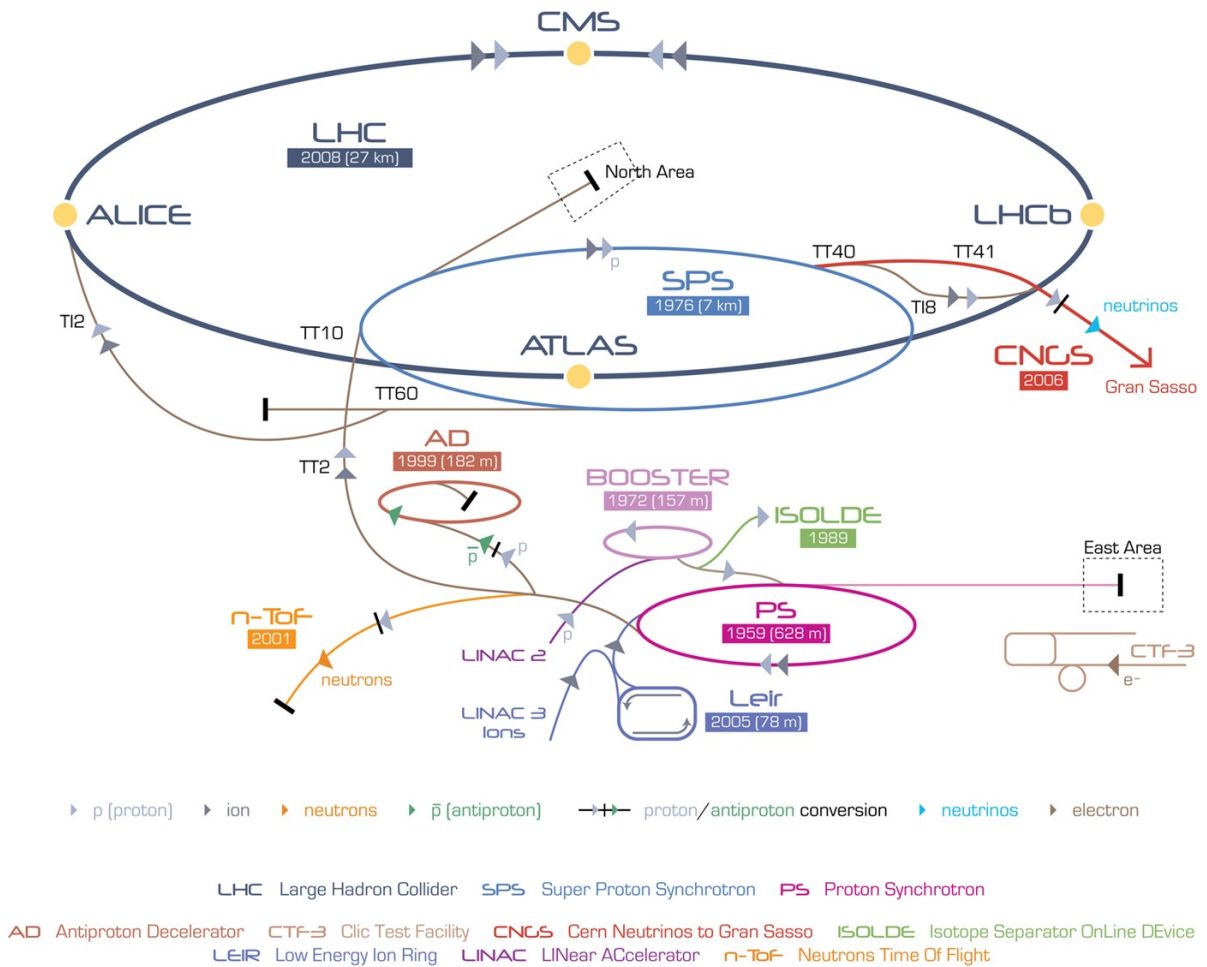 CMS
LHC
2008 (27 km)
North Area
ALICE
LHCb
TT40
TT41
p
SPS
1976 (7 km)
TI8
neutrinos
TI2
TT10
ATLAS
CNGS
2006
Gran Sasso
TT60
AD
1999 (182 m)
TT2
BOOSTER
1972 (157 m)
ISOLDE
1989
p̄
p
East Area
n-ToF
2001
PS
1959 (628 m)
p
LINAC 2
neutrons
CTF-3
e-
LINAC 3
Ions
Leir
2005 (78 m)
p (proton) ion neutrons p̄ (antiproton) proton/antiproton conversion neutrinos electron
LHC Large Hadron Collider SPS Super Proton Synchrotron PS Proton Synchrotron
AD Antiproton Decelerator CTF-3 Clic Test Facility CNGS Cern Neutrinos to Gran Sasso ISOLDE Isotope Separator OnLine DEvice
LEIR Low Energy Ion Ring LINAC LINear ACcelerator n-ToF Neutrons Time Of Flight